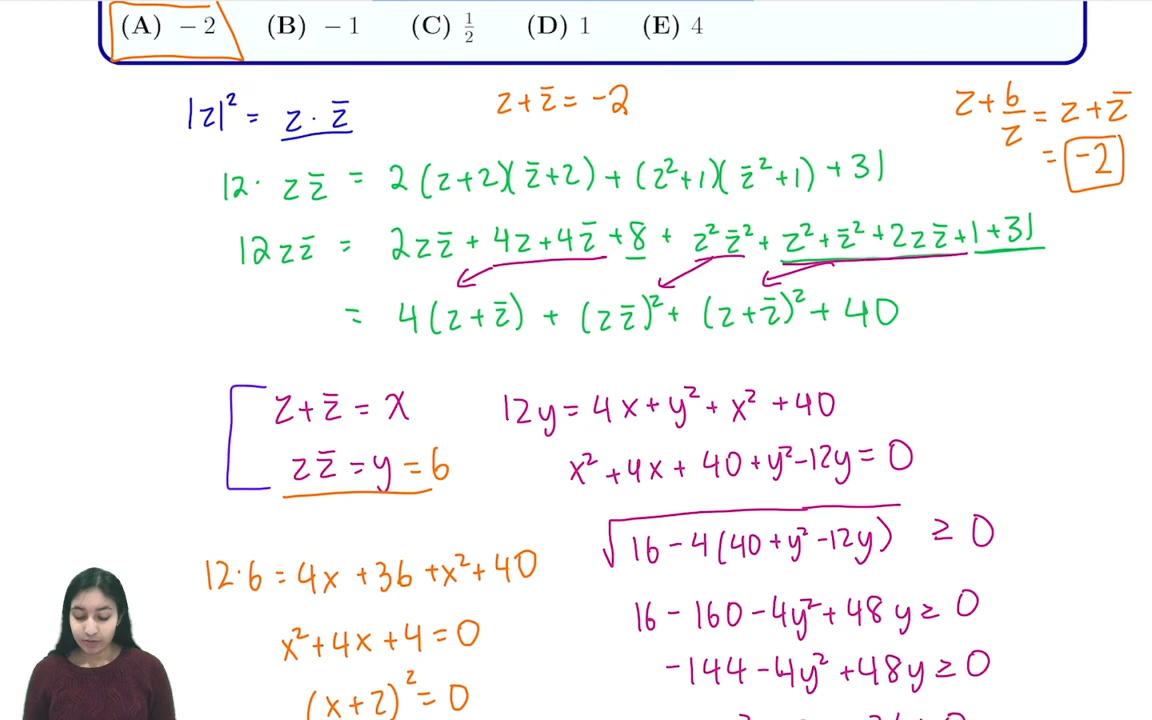 (A) − 2 (B) − 1 (C) 1/2 (D) 1 (E) 4
|z|² = z · z̄
z + z̄ = -2
z + 6/z = z + z̄
= -2
12 · z z̄ = 2(z+2)(z̄+2) + (z²+1)(z̄²+1) + 31
12 z z̄ = 2z z̄ + 4z + 4z̄ + 8 + z² z̄² + z² + z̄² + 2z z̄ + 1 + 31
= 4(z + z̄) + (z z̄)² + (z + z̄)² + 40
z + z̄ = x
z z̄ = y = 6
12y = 4x + y² + x² + 40
x² + 4x + 40 + y² - 12y = 0
√16 - 4(40 + y² - 12y) ≥ 0
16 - 160 - 4y² + 48y ≥ 0
-144 - 4y² + 48y ≥ 0
12 · 6 = 4x + 36 + x² + 40
x² + 4x + 4 = 0
(x+2)² = 0